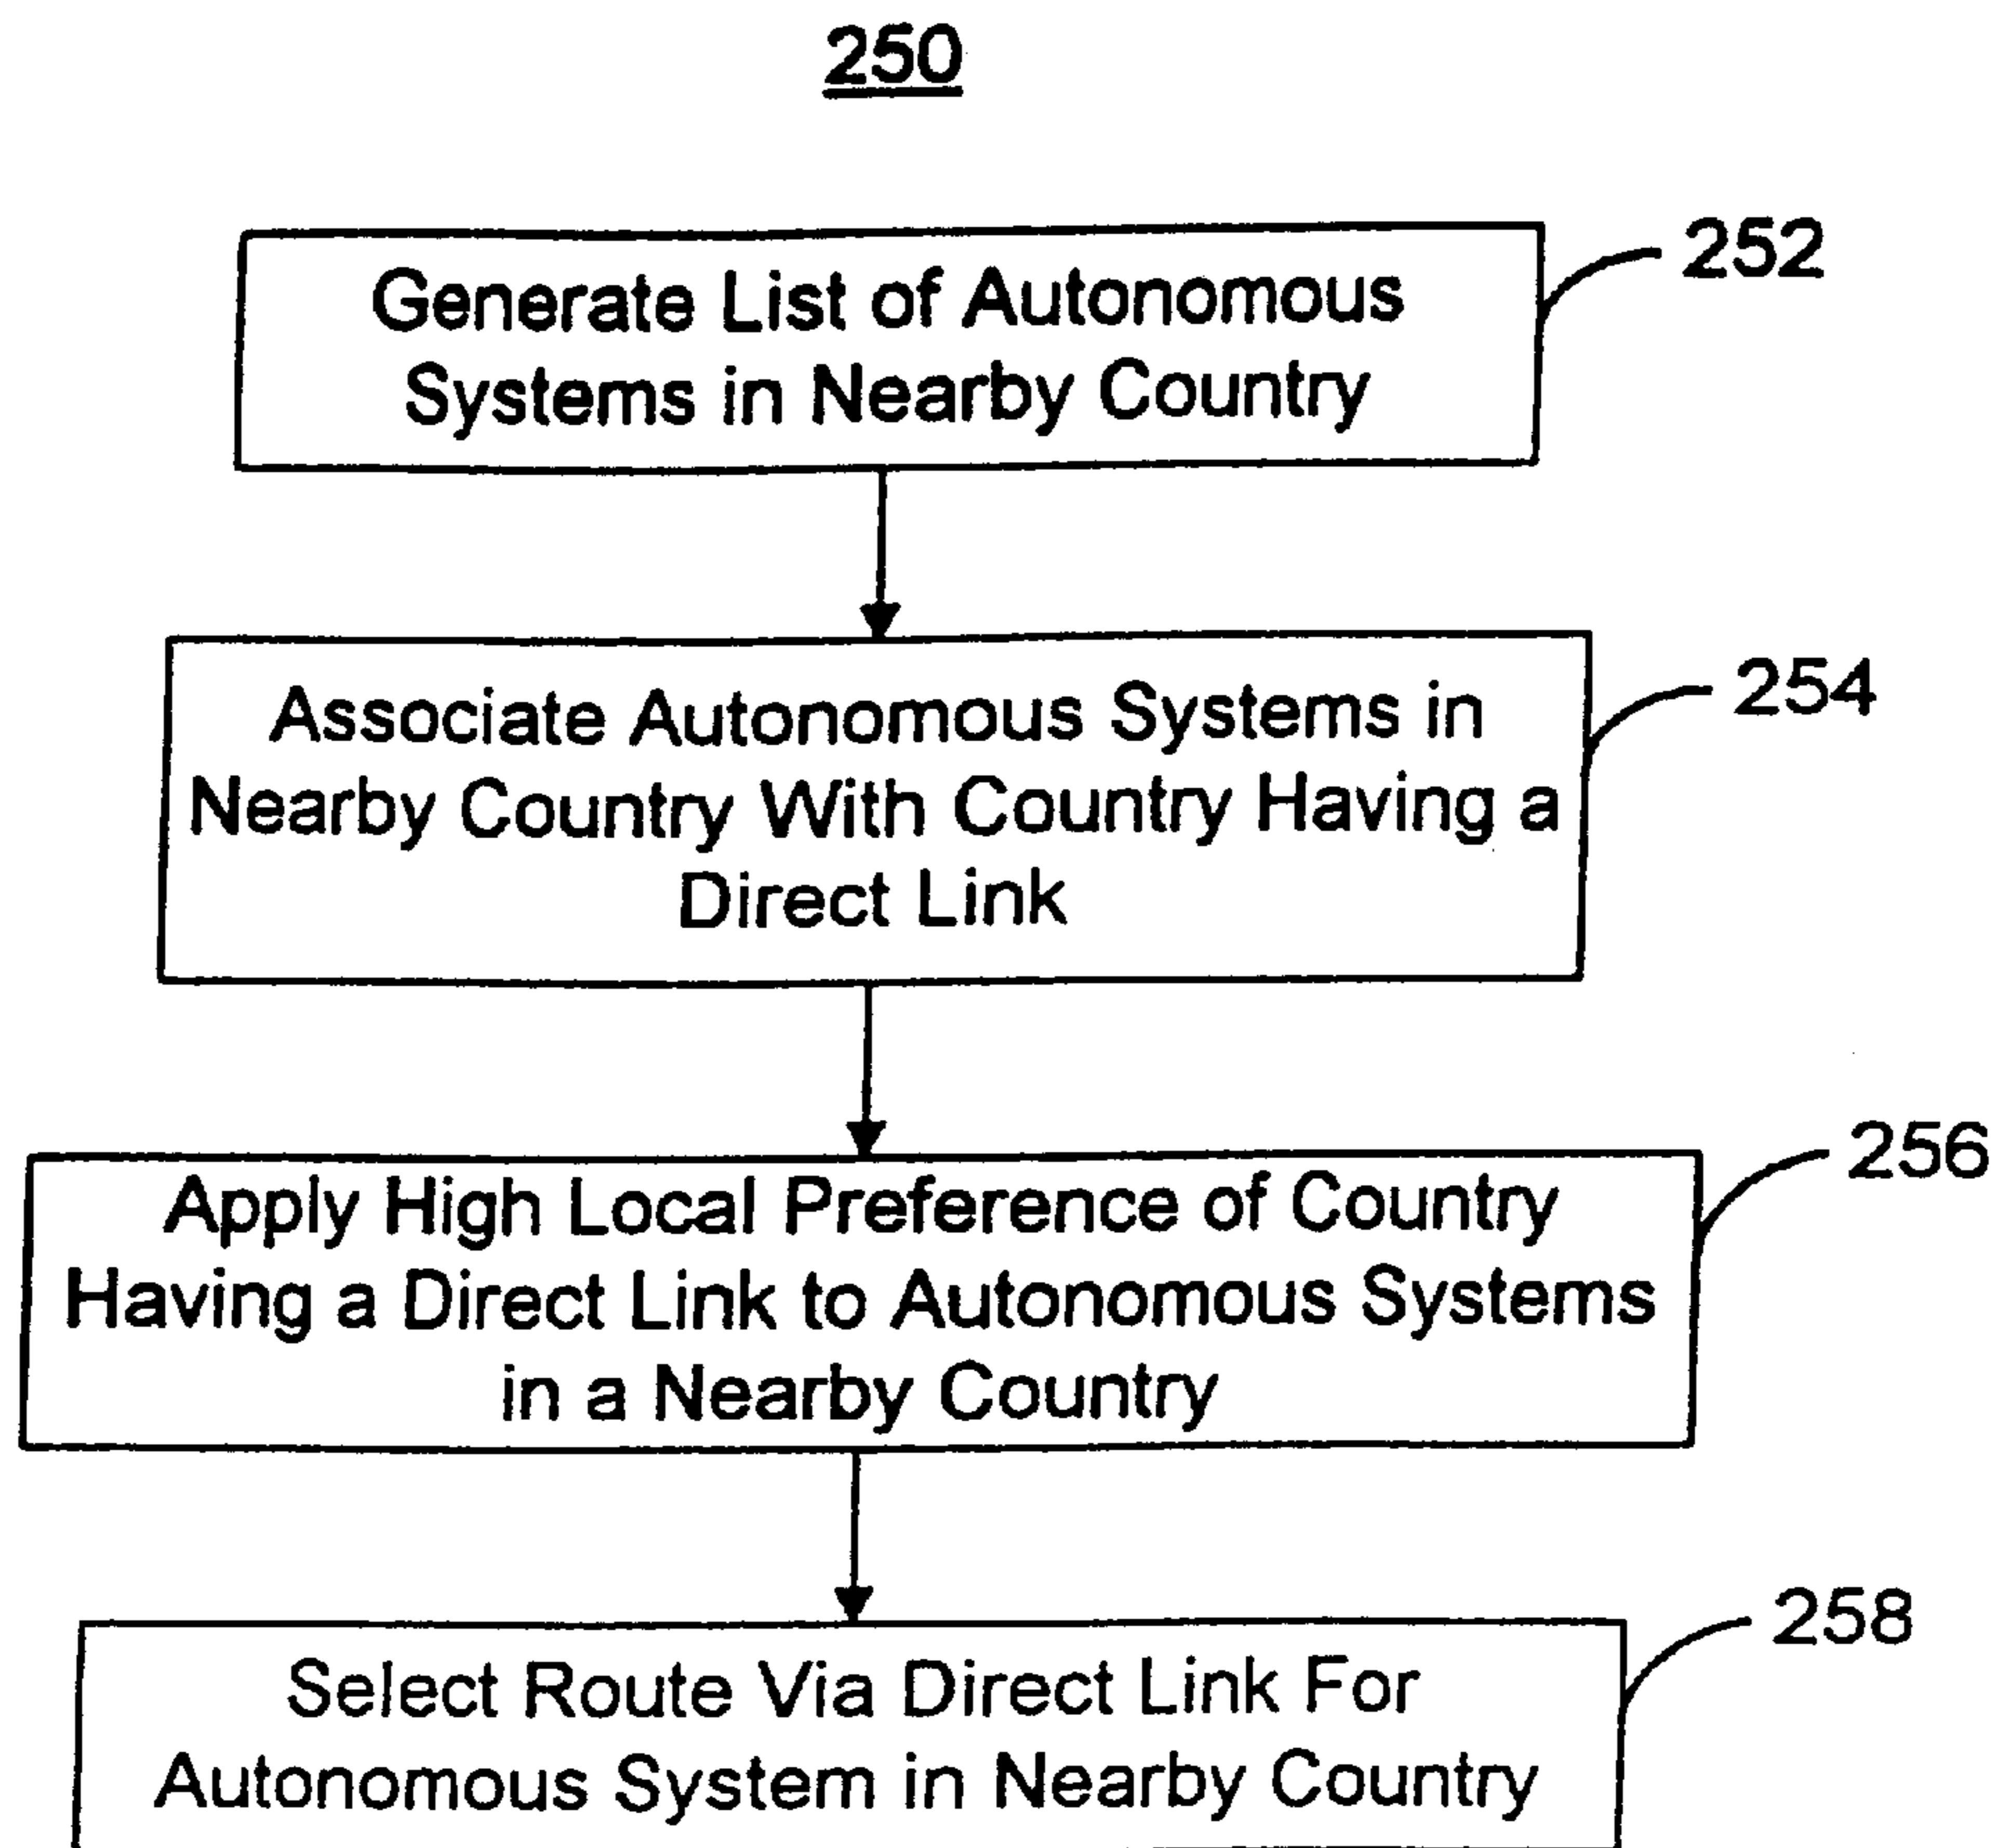 250
Generate List of Autonomous
Systems in Nearby Country
252
Associate Autonomous Systems in
Nearby Country With Country Having a
Direct Link
254
Apply High Local Preference of Country
Having a Direct Link to Autonomous Systems
in a Nearby Country
256
Select Route Via Direct Link For
Autonomous System in Nearby Country
258